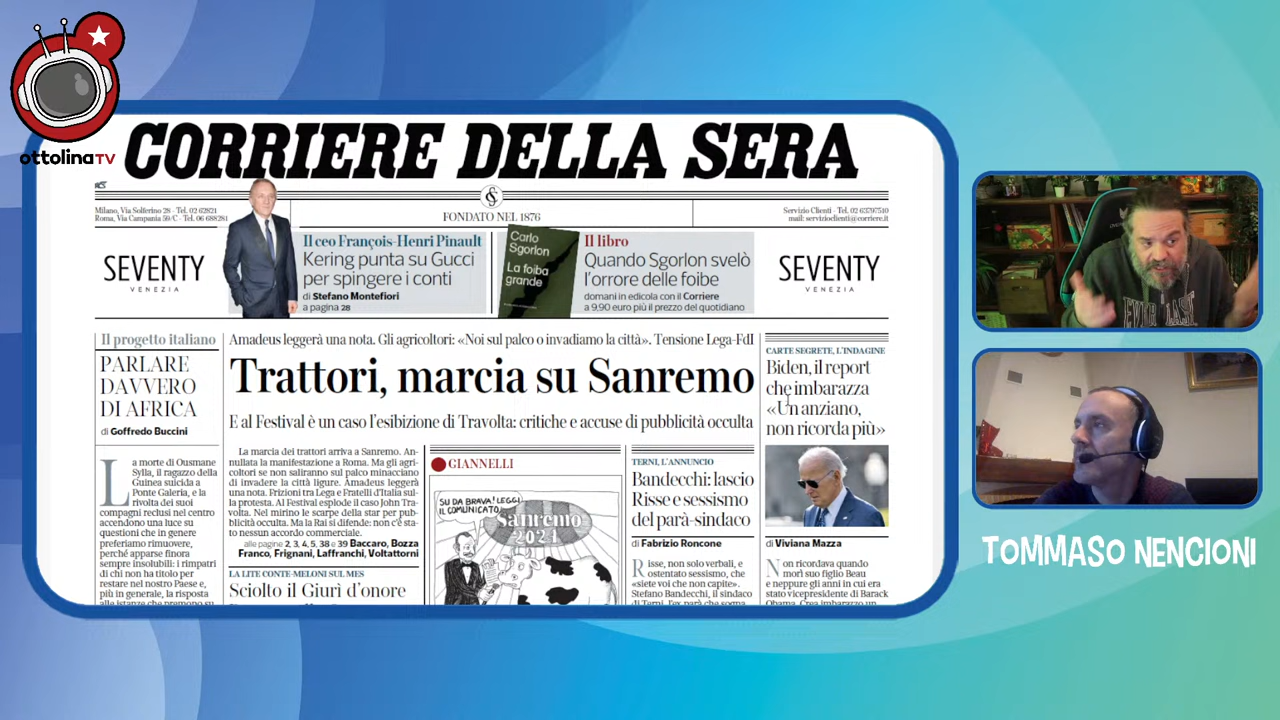 ottolinaTV
CORRIERE DELLA SERA
RCS
Milano, Via Solferino 28 - Tel. 02 62821
Roma, Via Campania 59/C - Tel. 06 688281
FONDATO NEL 1876
Servizio Clienti - Tel. 02 63797510
mail: servizioclienti@corriere.it
SEVENTY
VENEZIA
Il ceo François-Henri Pinault
Kering punta su Gucci
per spingere i conti
di Stefano Montefiori
a pagina 28
Carlo
Sgorlon
La foiba
grande
Il libro
Quando Sgorlon svelò
l'orrore delle foibe
domani in edicola con il Corriere
a 9,90 euro più il prezzo del quotidiano
SEVENTY
VENEZIA
Il progetto italiano
PARLARE
DAVVERO
DI AFRICA
di Goffredo Buccini
La morte di Ousmane
Sylla, il ragazzo della
Guinea suicida a
Ponte Galeria, e la
rivolta dei suoi
compagni reclusi nel centro
accendono una luce su
questioni che in genere
preferiamo rimuovere,
perché apparse finora
sempre insolubili: i rimpatri
di chi non ha titolo per
restare nel nostro Paese e,
più in generale, la risposta
alle istanze che premono su
Amadeus leggerà una nota. Gli agricoltori: «Noi sul palco o invadiamo la città». Tensione Lega-FdI
Trattori, marcia su Sanremo
E al Festival è un caso l'esibizione di Travolta: critiche e accuse di pubblicità occulta
La marcia dei trattori arriva a Sanremo. An-
nullata la manifestazione a Roma. Ma gli agri-
coltori se non saliranno sul palco minacciano
di invadere la città ligure. Amadeus leggerà
una nota. Frizioni tra Lega e Fratelli d'Italia sul-
la protesta. Al Festival esplode il caso John Tra-
volta. Nel mirino le scarpe della star per pub-
blicità occulta. Ma la Rai si difende: non c'è sta-
to nessun accordo commerciale.
alle pagine 2, 3, 4, 5, 38 e 39 Baccaro, Bozza
Franco, Frignani, Laffranchi, Voltattorni
LA LITE CONTE-MELONI SUL MES
Sciolto il Giurì d'onore
GIANNELLI
SU DA BRAVA! LEGGI
IL COMUNICATO!
Sanremo
2024
TERNI, L'ANNUNCIO
Bandecchi: lascio
Risse e sessismo
del parà-sindaco
di Fabrizio Roncone
Risse, non solo verbali, e
ostentato sessismo, che
«siete voi che non capite».
Stefano Bandecchi, il sindaco
CARTE SEGRETE, L'INDAGINE
Biden, il report
che imbarazza
«Un anziano,
non ricorda più»
di Viviana Mazza
Non ricordava quando
morì suo figlio Beau
e neppure gli anni in cui era
stato vicepresidente di Barack
EVERLAST
TOMMASO NENCIONI